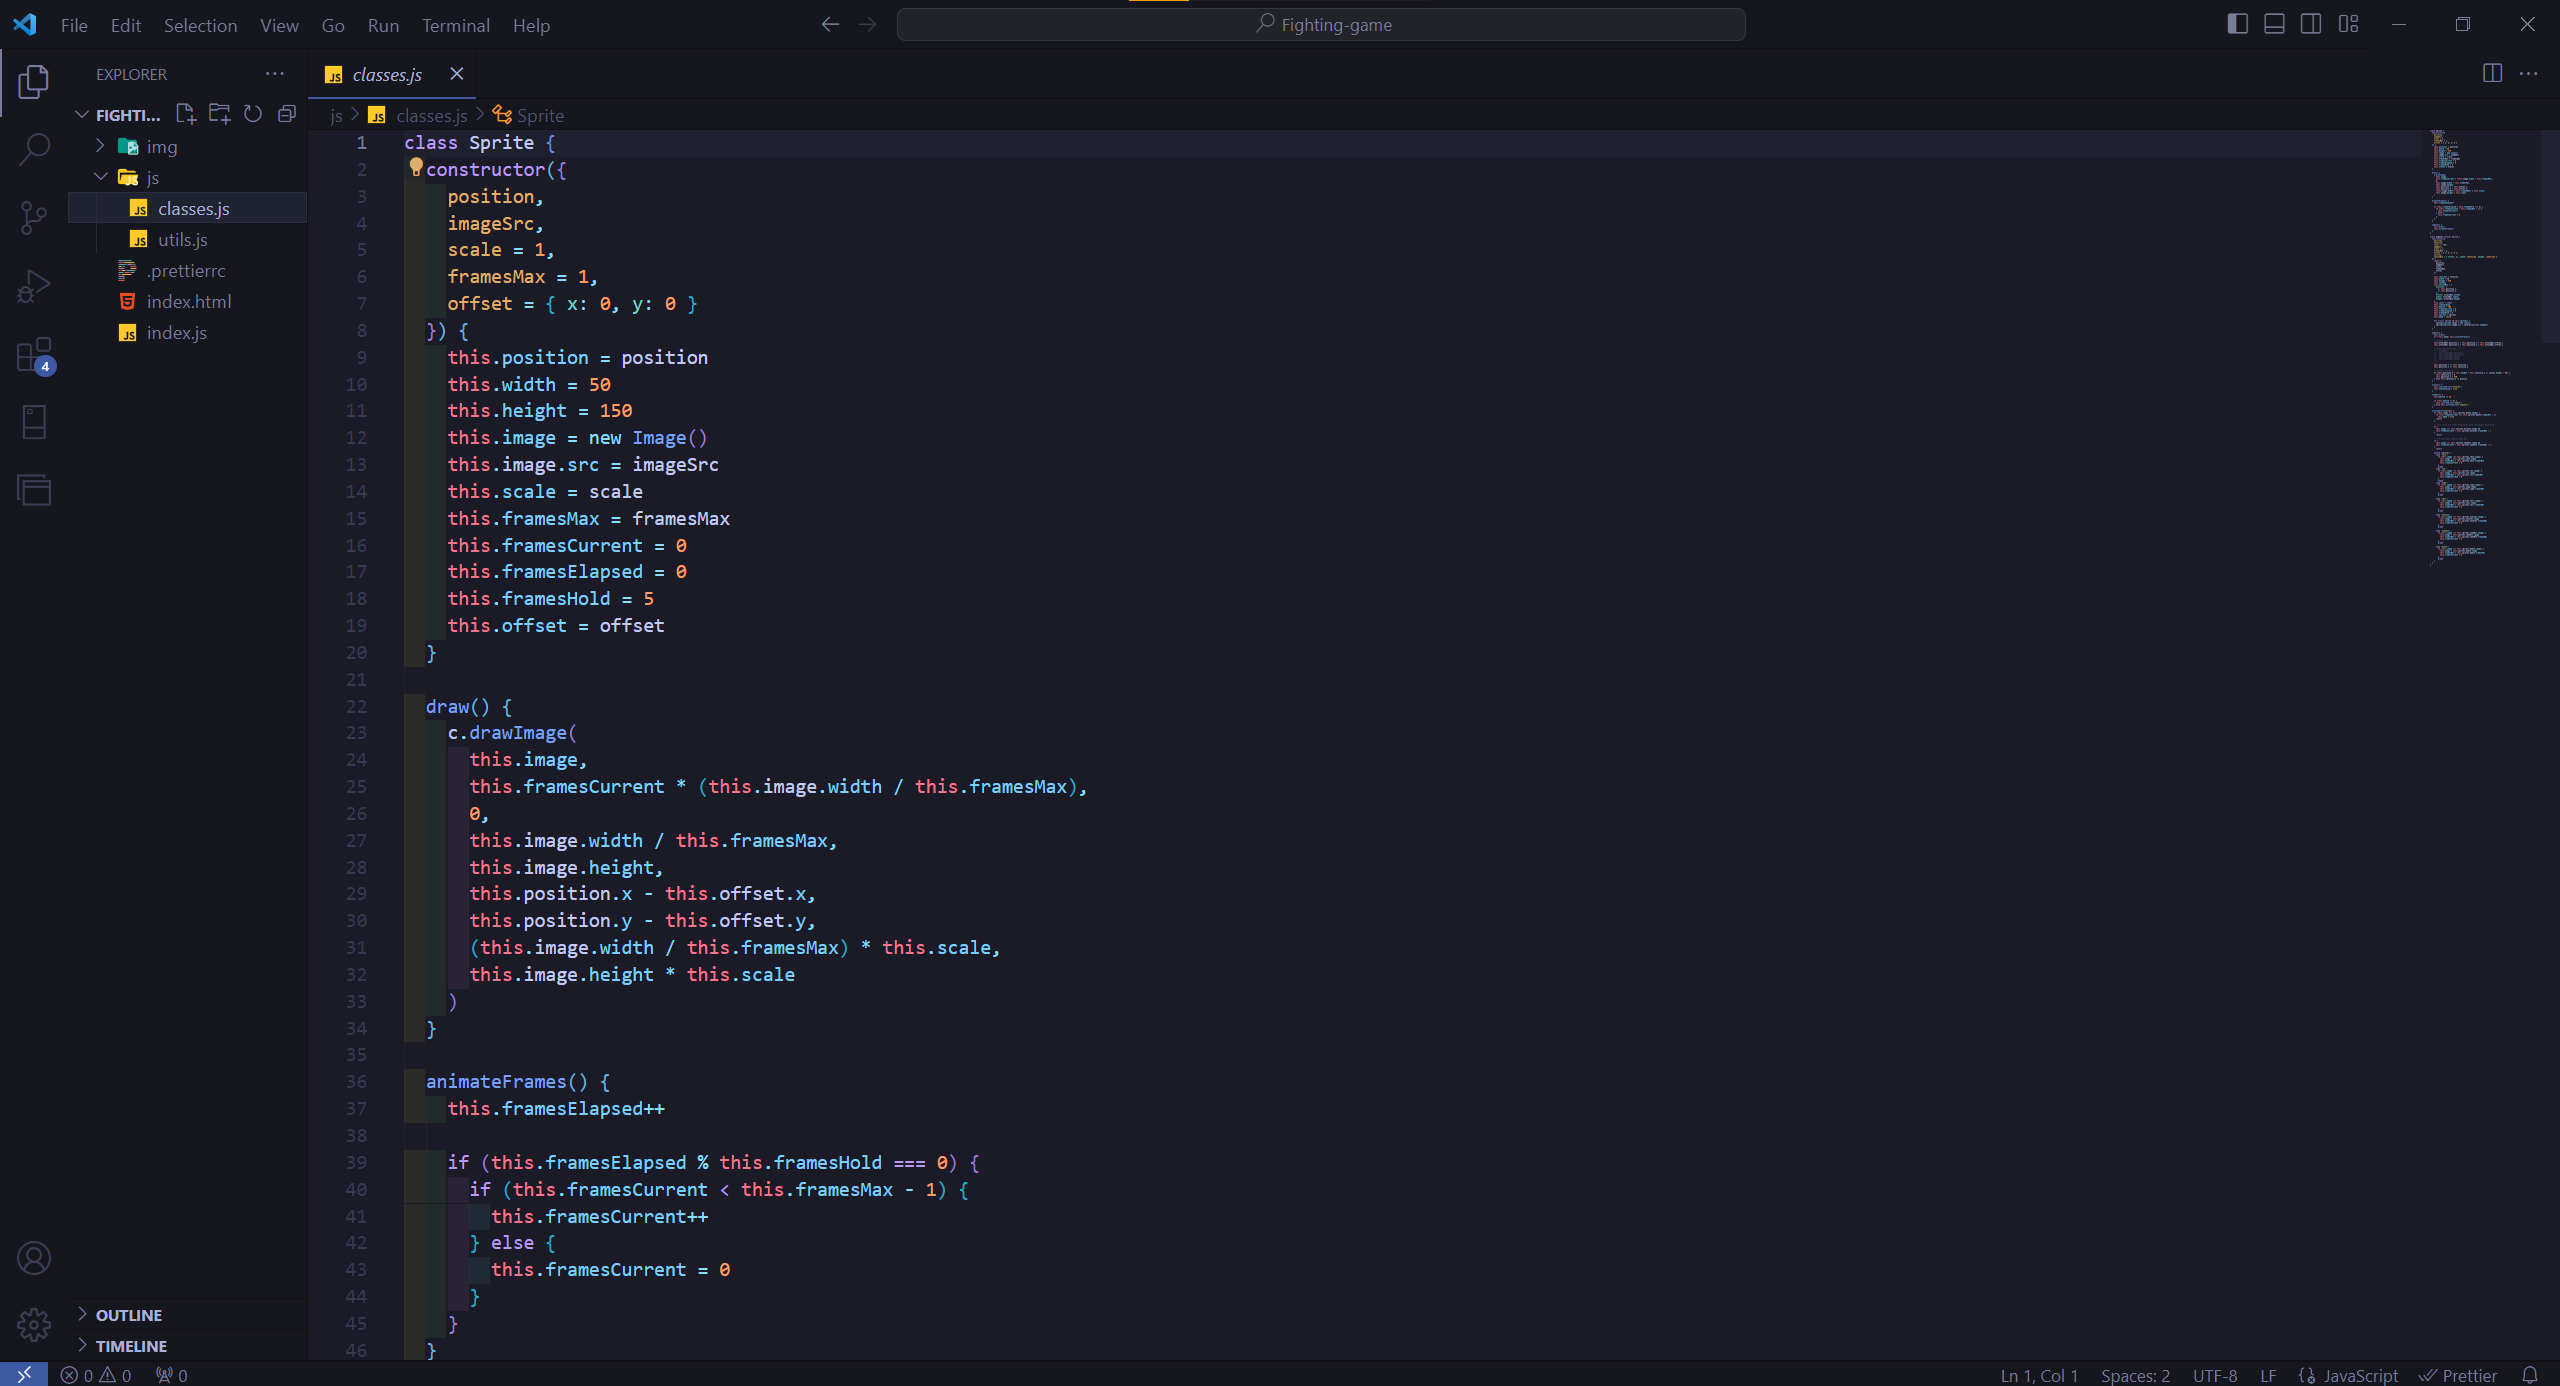 File Edit Selection View Go Run Terminal Help
Fighting-game
EXPLORER
classes.js
FIGHTI...
js > classes.js > Sprite
img
js
classes.js
utils.js
.prettierrc
index.html
index.js
4
OUTLINE
TIMELINE
1 class Sprite {
2 constructor({
3 position,
4 imageSrc,
5 scale = 1,
6 framesMax = 1,
7 offset = { x: 0, y: 0 }
8 }) {
9 this.position = position
10 this.width = 50
11 this.height = 150
12 this.image = new Image()
13 this.image.src = imageSrc
14 this.scale = scale
15 this.framesMax = framesMax
16 this.framesCurrent = 0
17 this.framesElapsed = 0
18 this.framesHold = 5
19 this.offset = offset
20 }
21
22 draw() {
23 c.drawImage(
24 this.image,
25 this.framesCurrent * (this.image.width / this.framesMax),
26 0,
27 this.image.width / this.framesMax,
28 this.image.height,
29 this.position.x - this.offset.x,
30 this.position.y - this.offset.y,
31 (this.image.width / this.framesMax) * this.scale,
32 this.image.height * this.scale
33 )
34 }
35
36 animateFrames() {
37 this.framesElapsed++
38
39 if (this.framesElapsed % this.framesHold === 0) {
40 if (this.framesCurrent < this.framesMax - 1) {
41 this.framesCurrent++
42 } else {
43 this.framesCurrent = 0
44 }
45 }
46 }
0 0 0
Ln 1, Col 1 Spaces: 2 UTF-8 LF JavaScript Prettier